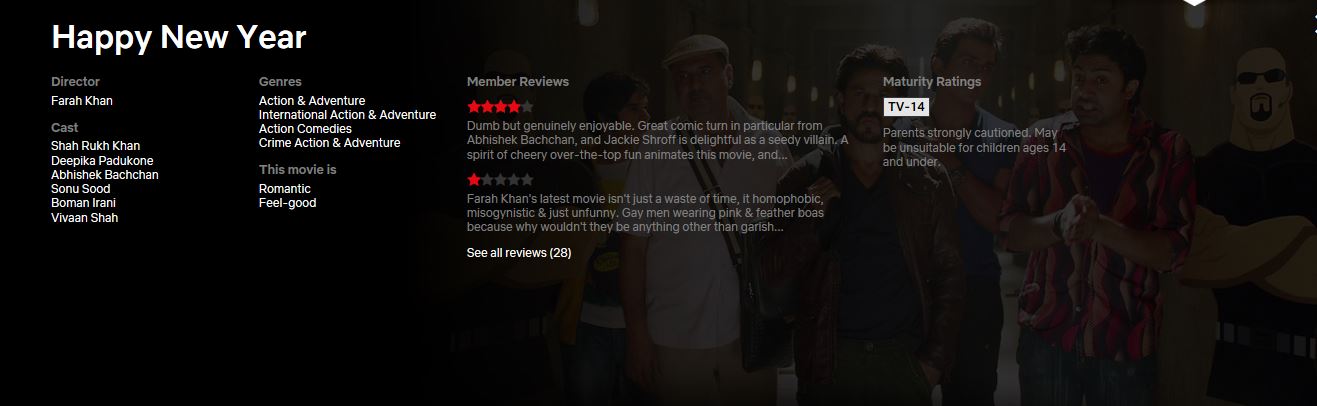 Happy New Year
Director
Farah Khan
Cast
Shah Rukh Khan
Deepika Padukone
Abhishek Bachchan
Sonu Sood
Boman Irani
Vivaan Shah
Genres
Action & Adventure
International Action & Adventure
Action Comedies
Crime Action & Adventure
This movie is
Romantic
Feel-good
Member Reviews
Dumb but genuinely enjoyable. Great comic turn in particular from
Abhishek Bachchan, and Jackie Shroff is delightful as a seedy villain. A
spirit of cheery over-the-top fun animates this movie, and...
Farah Khan's latest movie isn't just a waste of time, it homophobic,
misogynistic & just unfunny. Gay men wearing pink & feather boas
because why wouldn't they be anything other than garish...
See all reviews (28)
Maturity Ratings
TV-14
Parents strongly cautioned. May
be unsuitable for children ages 14
and under.